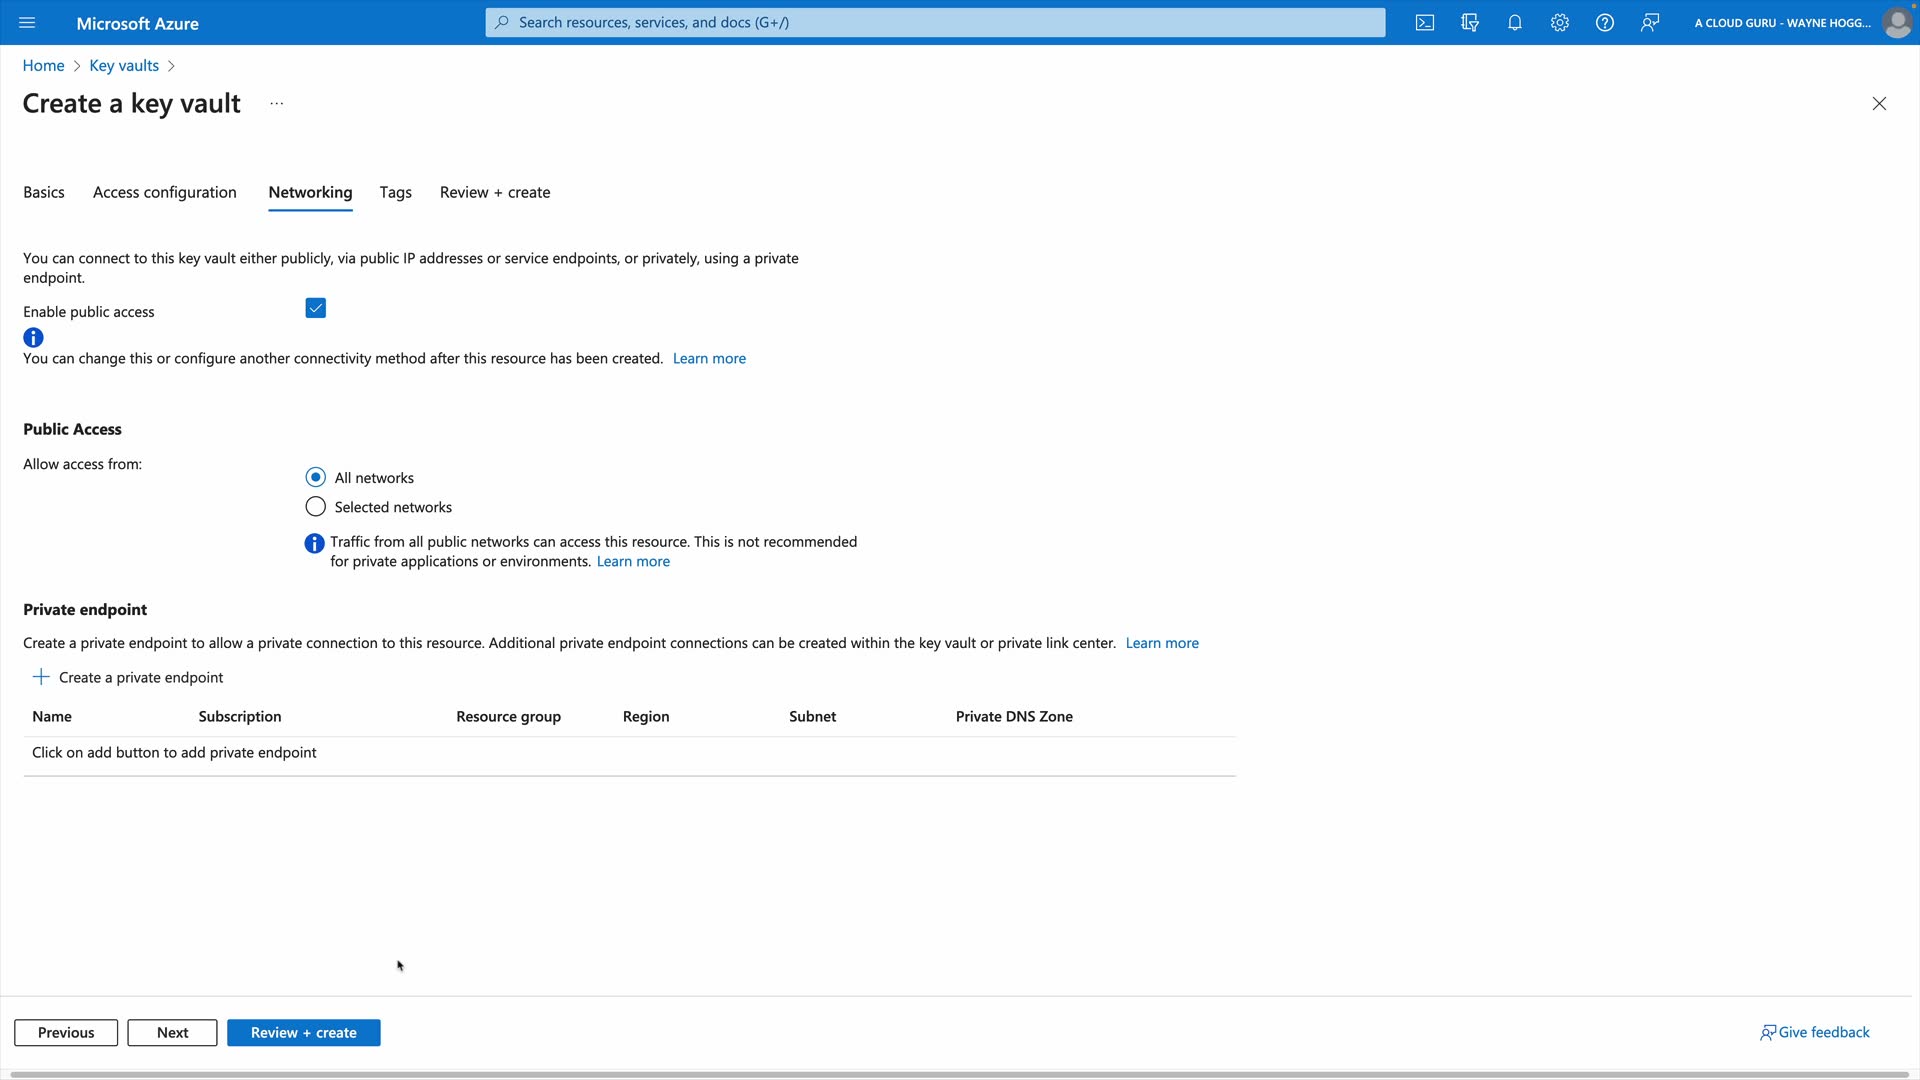 Microsoft Azure
Search resources, services, and docs (G+/)
A CLOUD GURU - WAYNE HOGG...
Home > Key vaults >
Create a key vault ...
Basics Access configuration Networking Tags Review + create
You can connect to this key vault either publicly, via public IP addresses or service endpoints, or privately, using a private
endpoint.
Enable public access
You can change this or configure another connectivity method after this resource has been created. Learn more
Public Access
Allow access from:
All networks
Selected networks
Traffic from all public networks can access this resource. This is not recommended
for private applications or environments. Learn more
Private endpoint
Create a private endpoint to allow a private connection to this resource. Additional private endpoint connections can be created within the key vault or private link center. Learn more
Create a private endpoint
Name Subscription Resource group Region Subnet Private DNS Zone
Click on add button to add private endpoint
Previous Next Review + create Give feedback